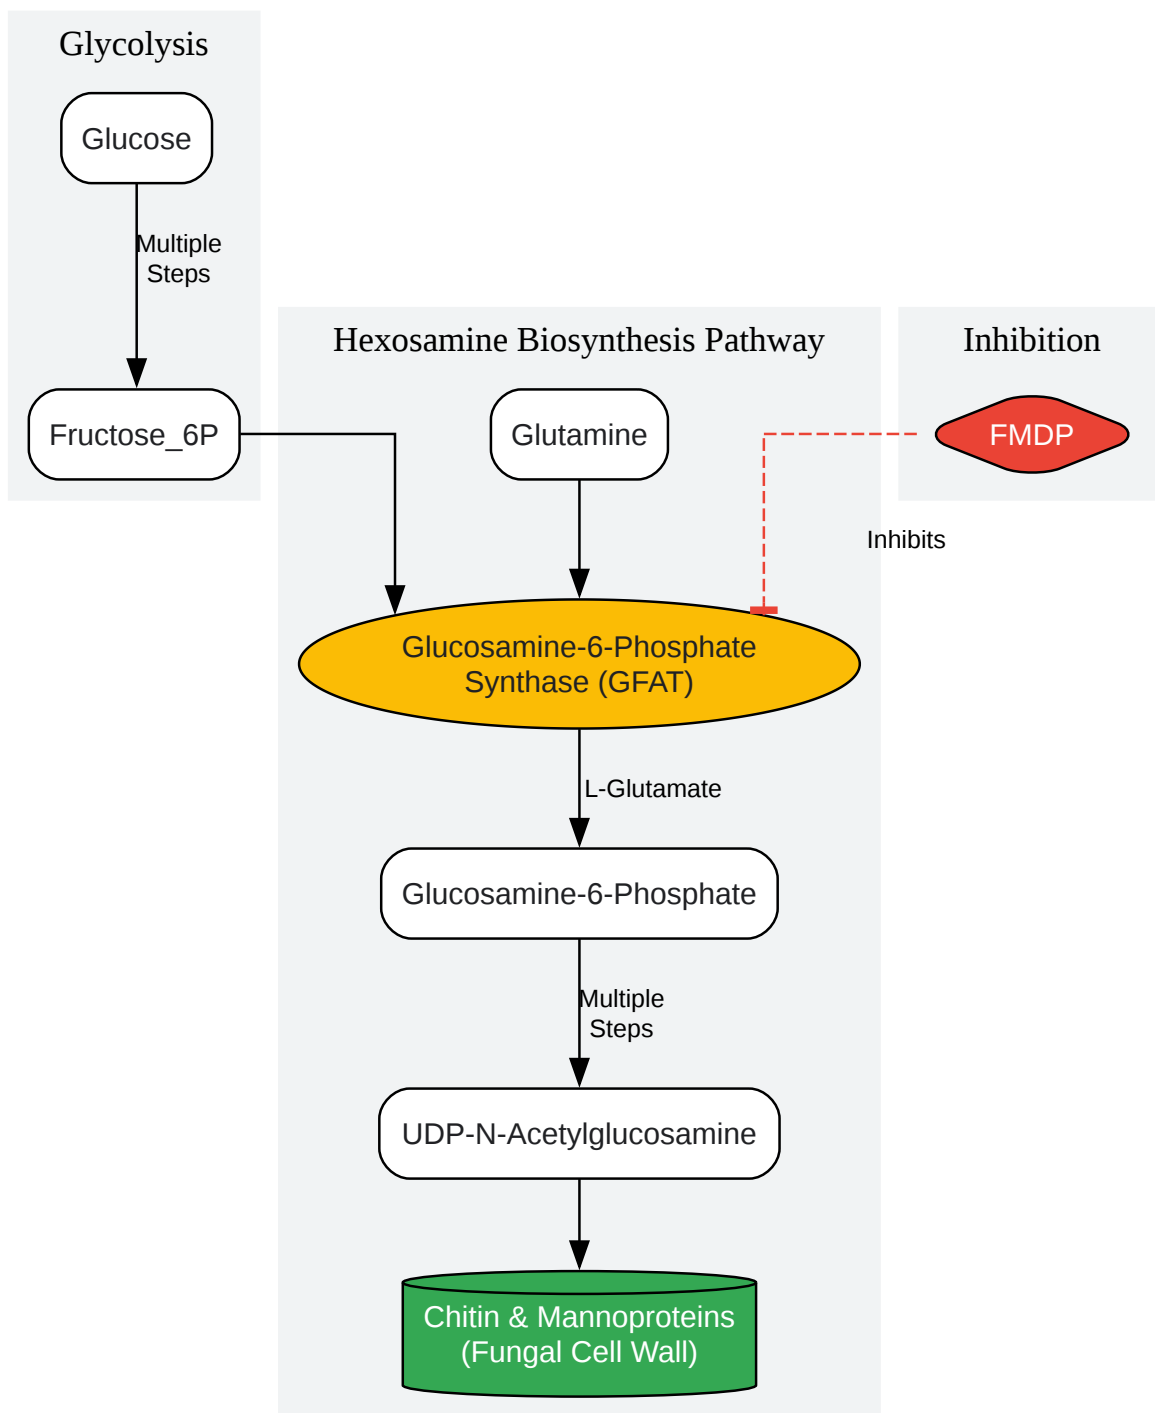 Glycolysis
Glucose
Multiple
Steps
Fructose_6P
Hexosamine Biosynthesis Pathway
Glutamine
Inhibition
FMDP
Inhibits
Glucosamine-6-Phosphate
Synthase (GFAT)
L-Glutamate
Glucosamine-6-Phosphate
Multiple
Steps
UDP-N-Acetylglucosamine
Chitin & Mannoproteins
(Fungal Cell Wall)